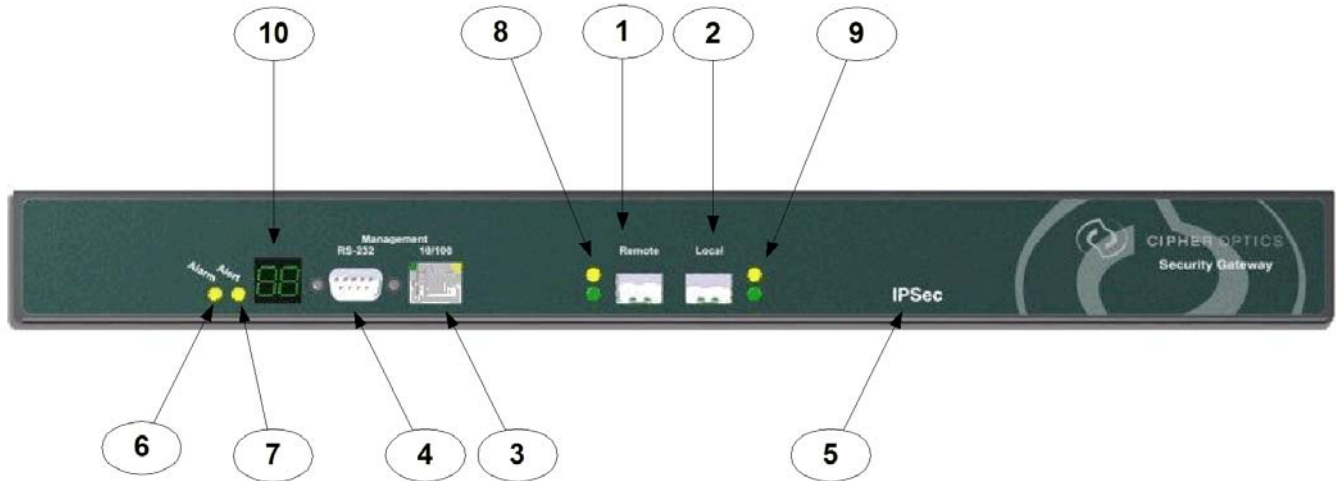 10
8
1
2
9
Management
RS-232
10/100
Remote
Local
CIPHER OPTICS
Security Gateway
Alarm
Alert
88
IPSec
6
7
4
3
5